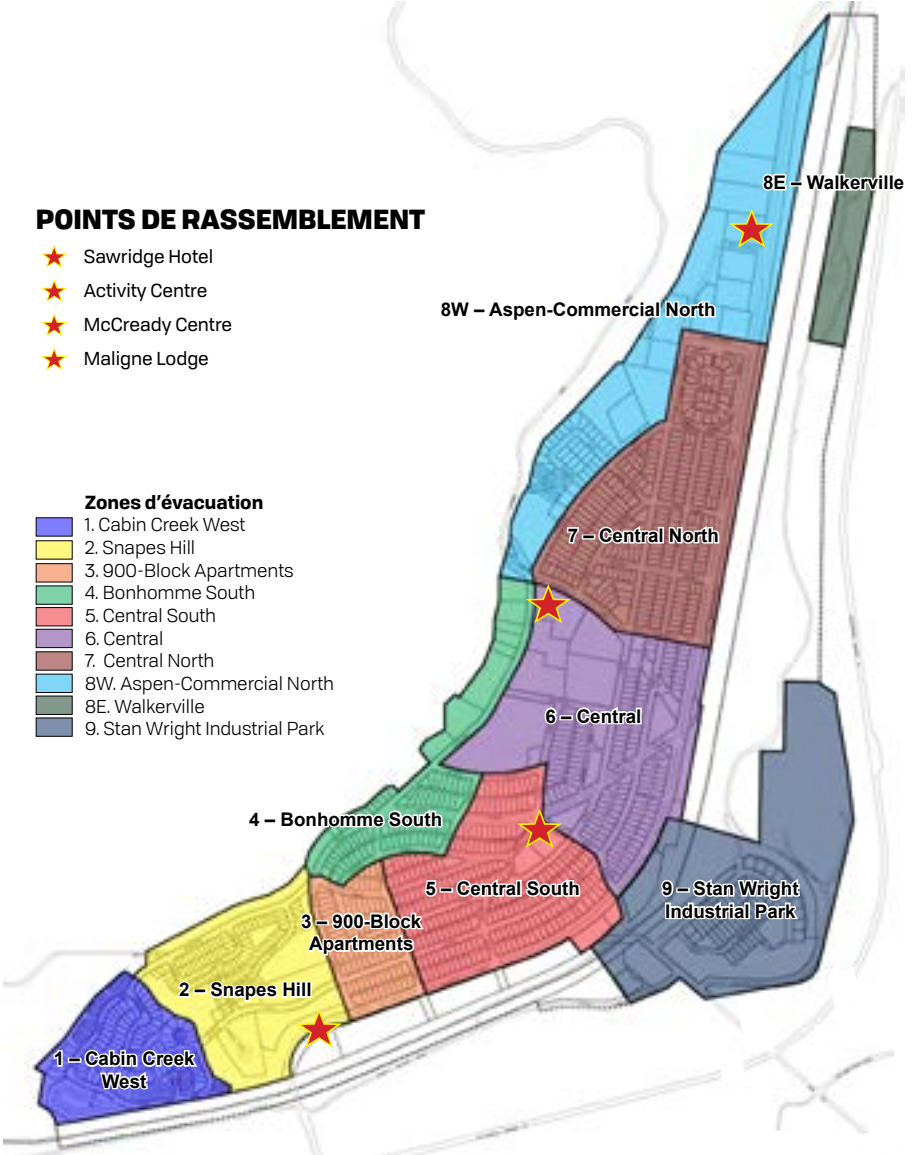 POINTS DE RASSEMBLEMENT
Sawridge Hotel
Activity Centre
McCready Centre
Maligne Lodge
Zones d'évacuation
1. Cabin Creek West
2. Snapes Hill
3. 900-Block Apartments
4. Bonhomme South
5. Central South
6. Central
7. Central North
8W. Aspen-Commercial North
8E. Walkerville
9. Stan Wright Industrial Park
8E – Walkerville
8W – Aspen-Commercial North
7 – Central North
6 – Central
4 – Bonhomme South
5 – Central South
9 – Stan Wright
Industrial Park
3 – 900-Block
Apartments
2 – Snapes Hill
1 – Cabin Creek
West